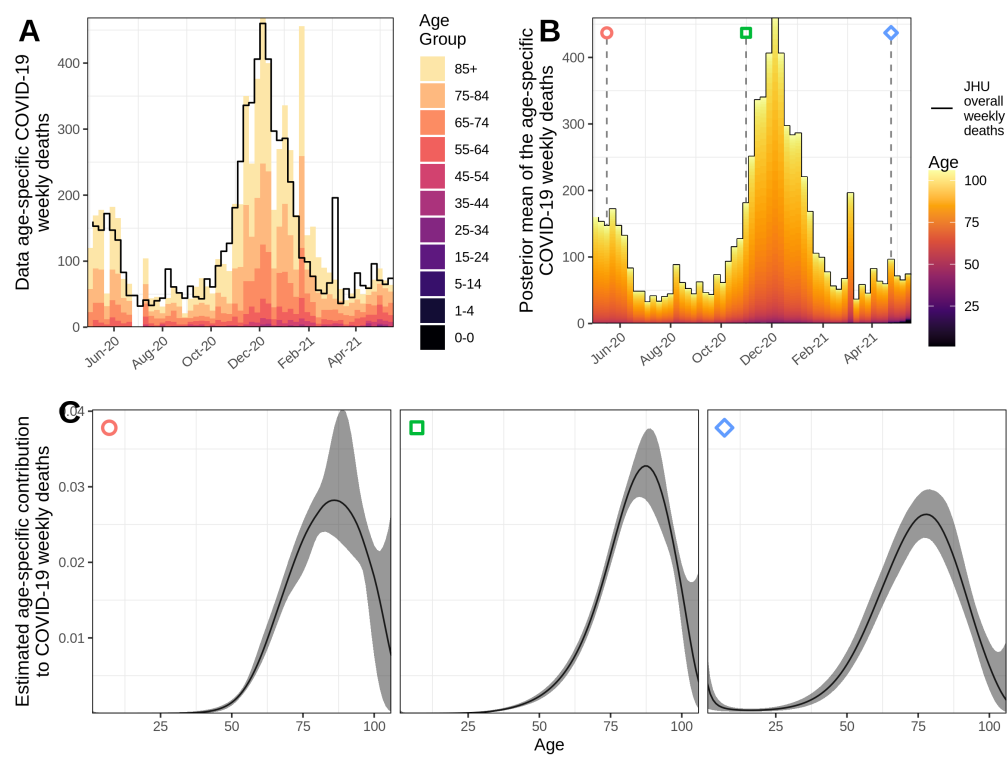 A
Data age-specific COVID-19
weekly deaths
400
300
200
100
0
Jun-20
Aug-20
Oct-20
Dec-20
Feb-21
Apr-21
Age
Group
85+
75-84
65-74
55-64
45-54
35-44
25-34
15-24
5-14
1-4
0-0
B
Posterior mean of the age-specific
COVID-19 weekly deaths
400
300
200
100
0
Jun-20
Aug-20
Oct-20
Dec-20
Feb-21
Apr-21
JHU
overall
weekly
deaths
Age
100
75
50
25
C
Estimated age-specific contribution
to COVID-19 weekly deaths
0.04
0.03
0.02
0.01
25
50
75
100
25
50
75
100
25
50
75
100
Age